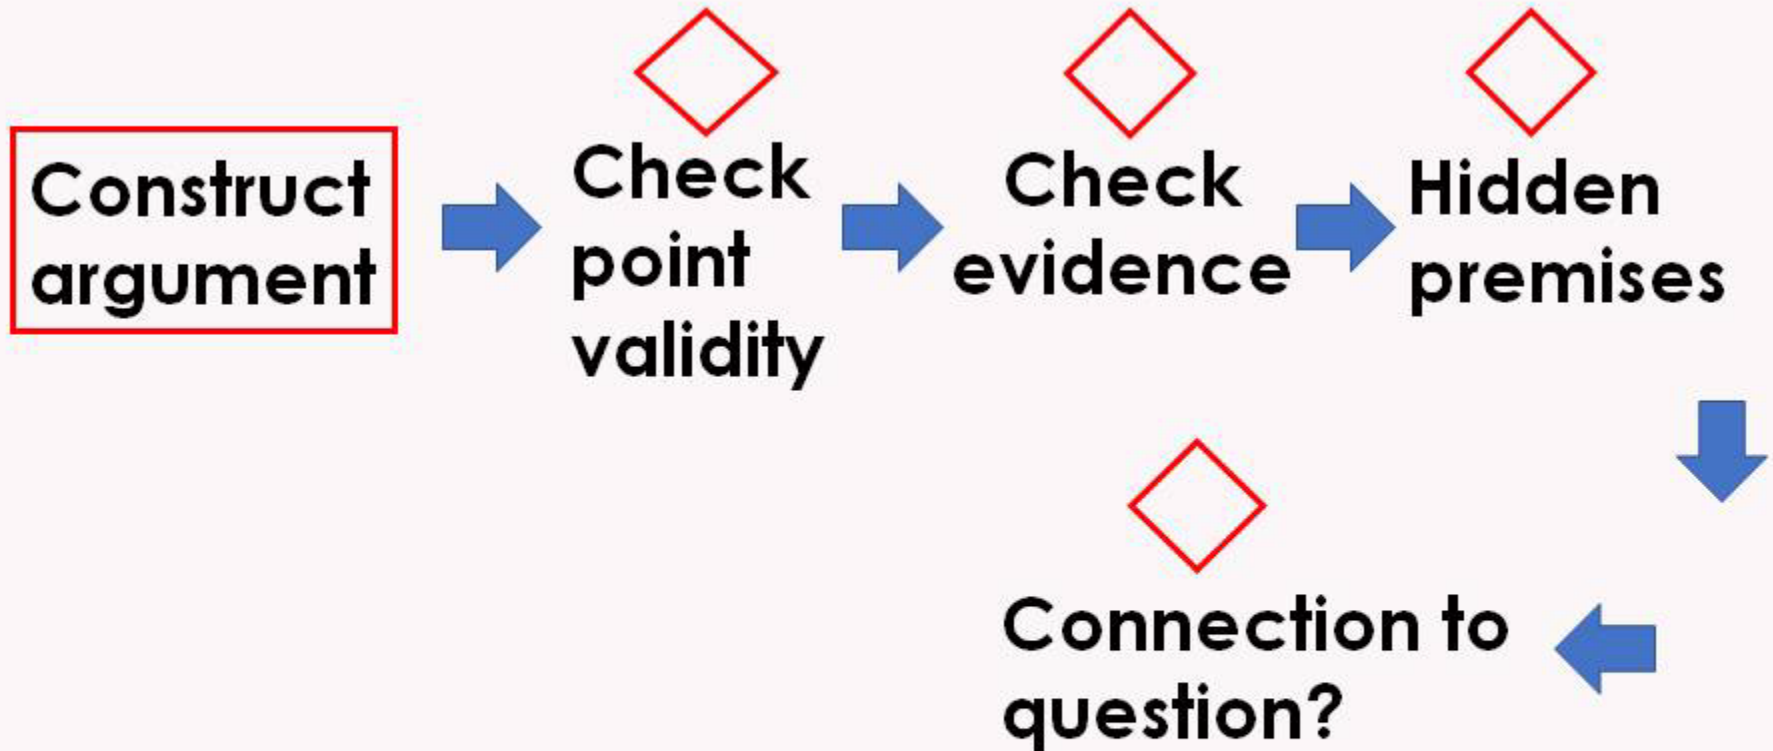 Construct
argument
Check
point
validity
Check
evidence
Hidden
premises
Connection to
question?